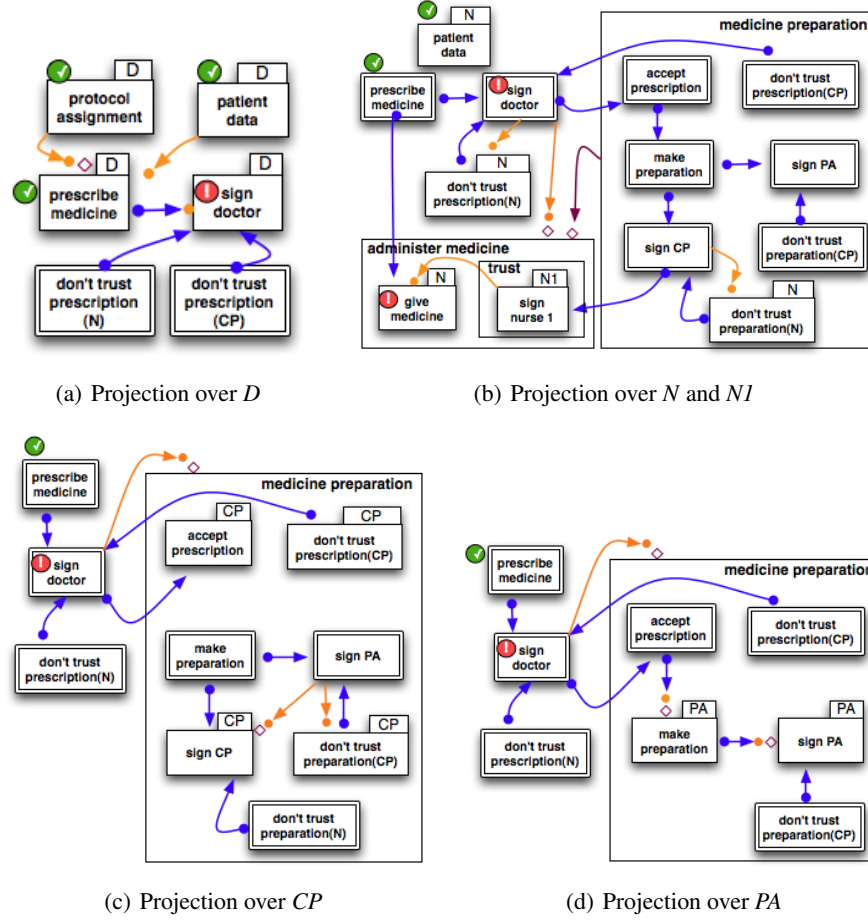 D
protocol
assignment
D
patient
data
D
prescribe
medicine
D
sign
doctor
don't trust
prescription
(N)
don't trust
prescription
(CP)
(a) Projection over D
N
patient
data
prescribe
medicine
sign
doctor
N
don't trust
prescription(N)
medicine preparation
accept
prescription
don't trust
prescription(CP)
make
preparation
sign PA
sign CP
don't trust
preparation(CP)
N
don't trust
preparation(N)
administer medicine
trust
N
give
medicine
N1
sign
nurse 1
(b) Projection over N and N1
prescribe
medicine
sign
doctor
don't trust
prescription(N)
medicine preparation
CP
accept
prescription
CP
don't trust
prescription(CP)
make
preparation
sign PA
CP
sign CP
CP
don't trust
preparation(CP)
don't trust
preparation(N)
(c) Projection over CP
prescribe
medicine
sign
doctor
don't trust
prescription(N)
medicine preparation
accept
prescription
don't trust
prescription(CP)
PA
make
preparation
PA
sign PA
don't trust
preparation(CP)
(d) Projection over PA